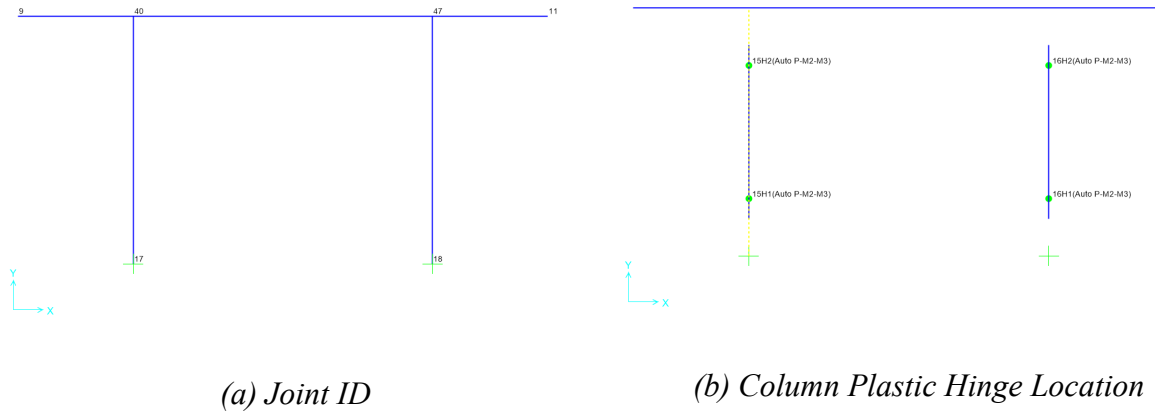 9 40 47 11
17 18
Y
X
(a) Joint ID
15H2(Auto P-M2-M3) 16H2(Auto P-M2-M3)
15H1(Auto P-M2-M3) 16H1(Auto P-M2-M3)
Y
X
(b) Column Plastic Hinge Location